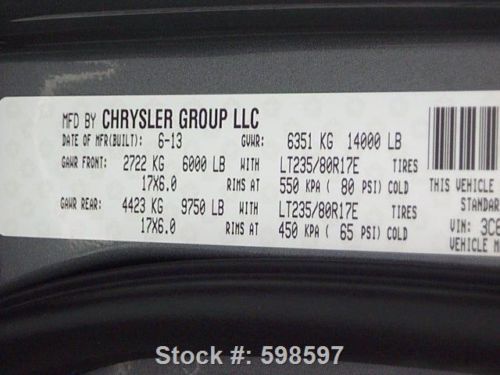 MFD BY CHRYSLER GROUP LLC
DATE OF MFR(BUILT): 6-13 GVWR: 6351 KG 14000 LB
GAWR FRONT: 2722 KG 6000 LB WITH LT235/80R17E TIRES
17X6.0 RIMS AT 550 KPA ( 80 PSI) COLD
THIS VEHICLE
GAWR REAR: 4423 KG 9750 LB WITH LT235/80R17E TIRES
STANDAR
17X6.0 RIMS AT 450 KPA ( 65 PSI) COLD
VIN: 3C6
VEHICLE M
Stock #: 598597